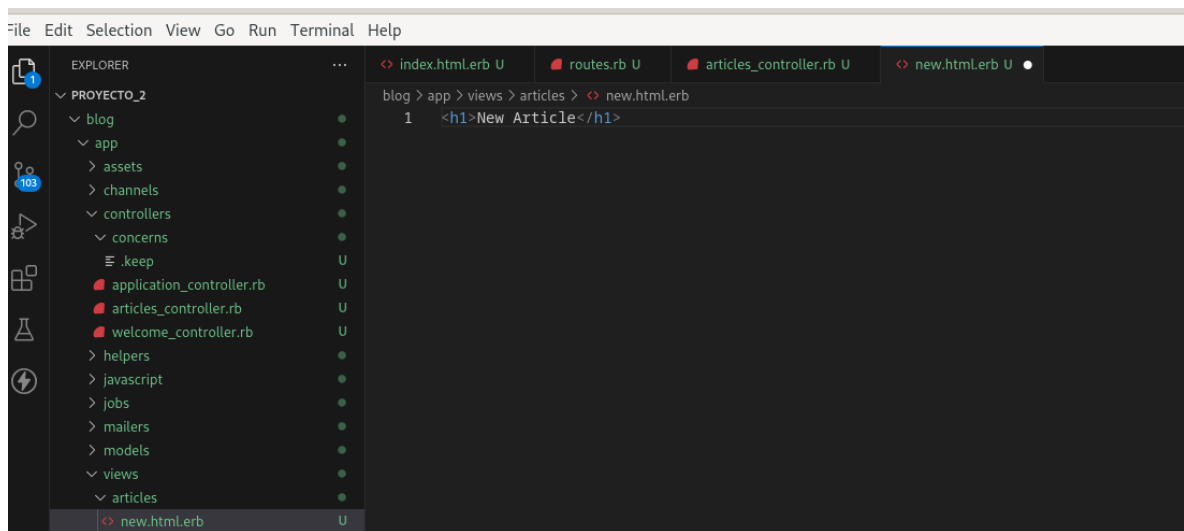 File Edit Selection View Go Run Terminal Help
EXPLORER ...
index.html.erb U routes.rb U articles_controller.rb U new.html.erb U
1
PROYECTO_2
blog > app > views > articles > new.html.erb
blog
1 <h1>New Article</h1>
app
assets
103
channels
controllers
concerns
.keep U
application_controller.rb U
articles_controller.rb U
welcome_controller.rb U
helpers
javascript
jobs
mailers
models
views
articles
new.html.erb U